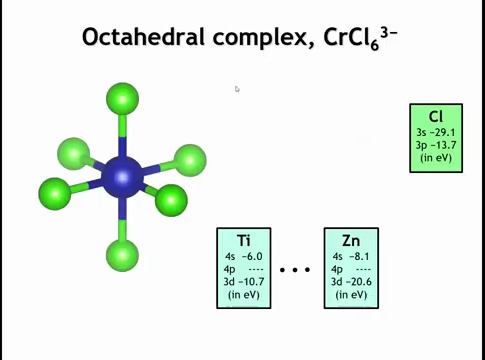 Octahedral complex, CrCl₆³⁻
Cl
3s −29.1
3p −13.7
(in eV)
Ti
4s −6.0
4p ----
3d −10.7
(in eV)
• • •
Zn
4s −8.1
4p ----
3d −20.6
(in eV)